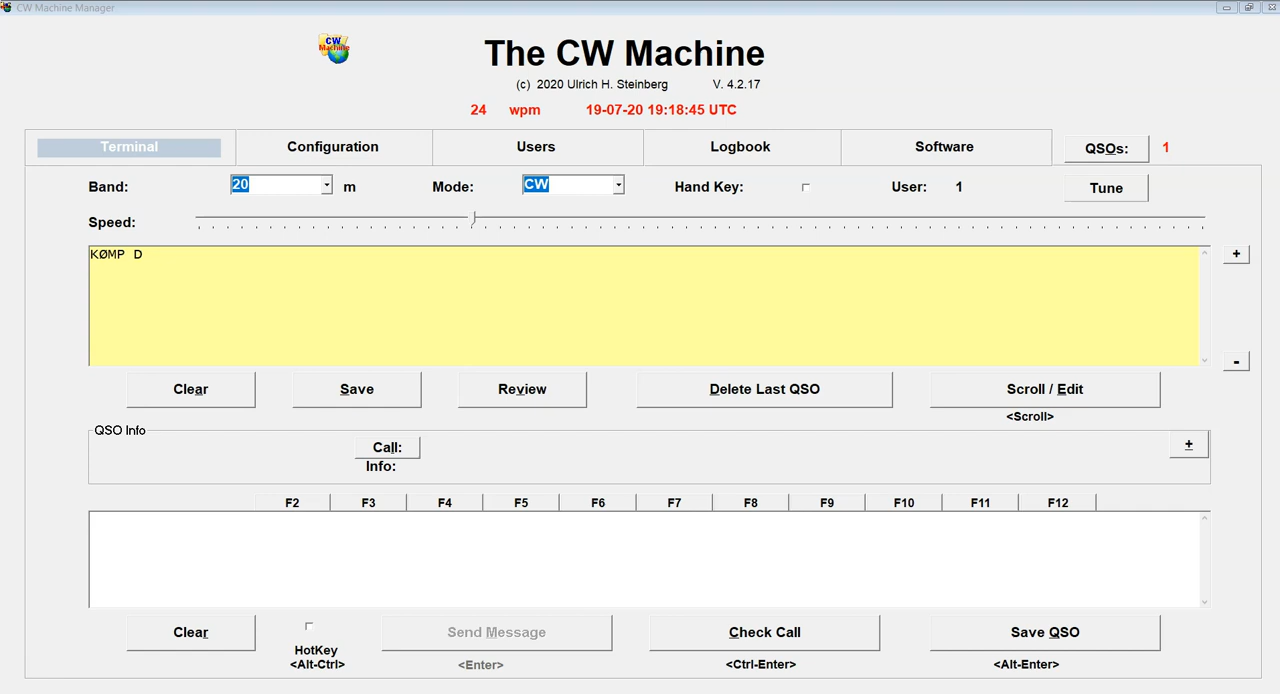 CW Machine Manager
CW
Machine
The CW Machine
(c) 2020 Ulrich H. Steinberg V. 4.2.17
24 wpm 19-07-20 19:18:45 UTC
Terminal Configuration Users Logbook Software QSOs: 1
Band: 20 m Mode: CW Hand Key: User: 1 Tune
Speed:
KØMP D
+
-
Clear Save Review Delete Last QSO Scroll / Edit
<Scroll>
QSO Info
Call: +
Info:
F2 F3 F4 F5 F6 F7 F8 F9 F10 F11 F12
Clear Send Message Check Call Save QSO
HotKey
<Alt-Ctrl> <Enter> <Ctrl-Enter> <Alt-Enter>